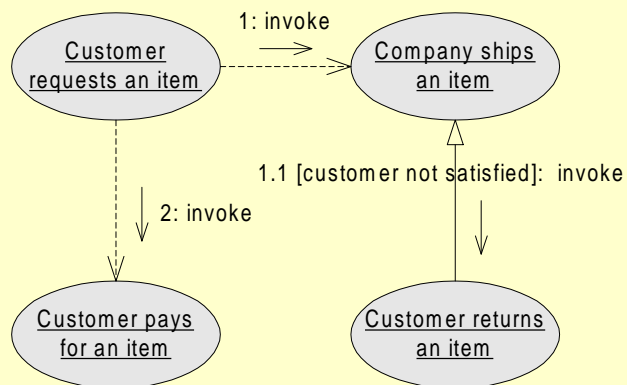 1: invoke
Customer
requests an item
Company ships
an item
1.1 [customer not satisfied]: invoke
2: invoke
Customer pays
for an item
Customer returns
an item